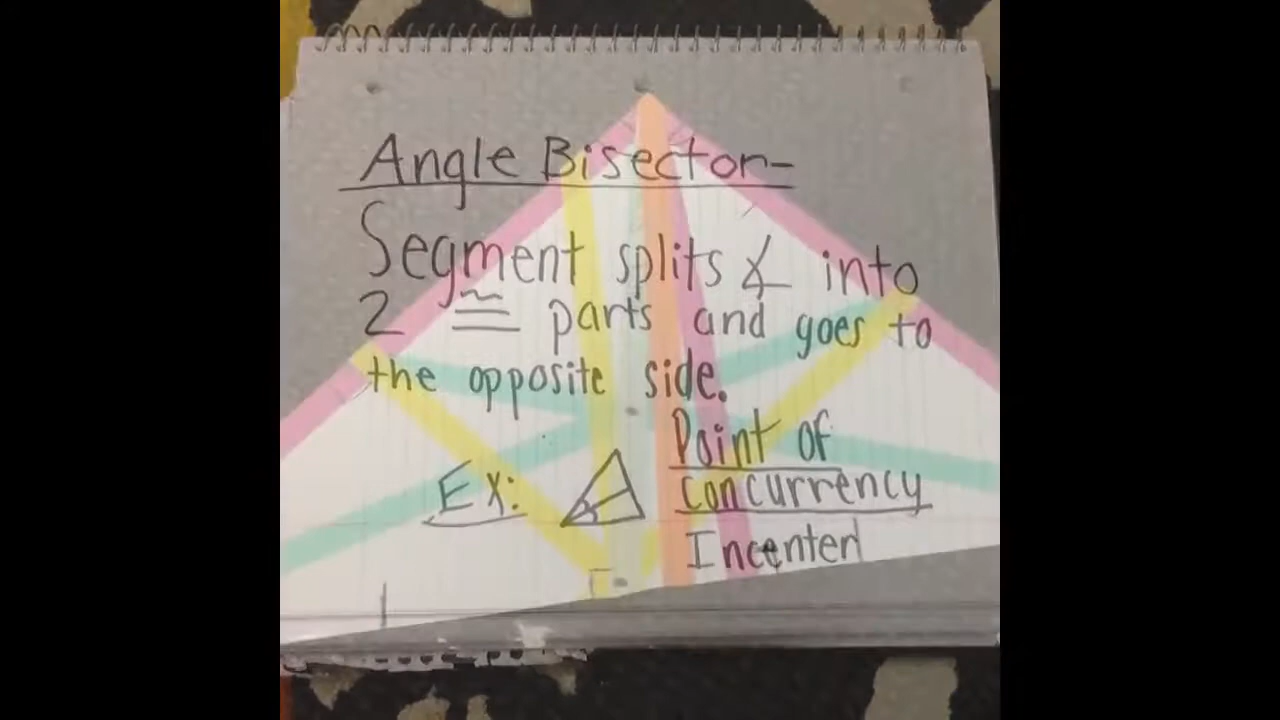 Angle Bisector-
Segment splits ∡ into
2 ≅ parts and goes to
the opposite side.
Ex:
Point of
concurrency
Incenter